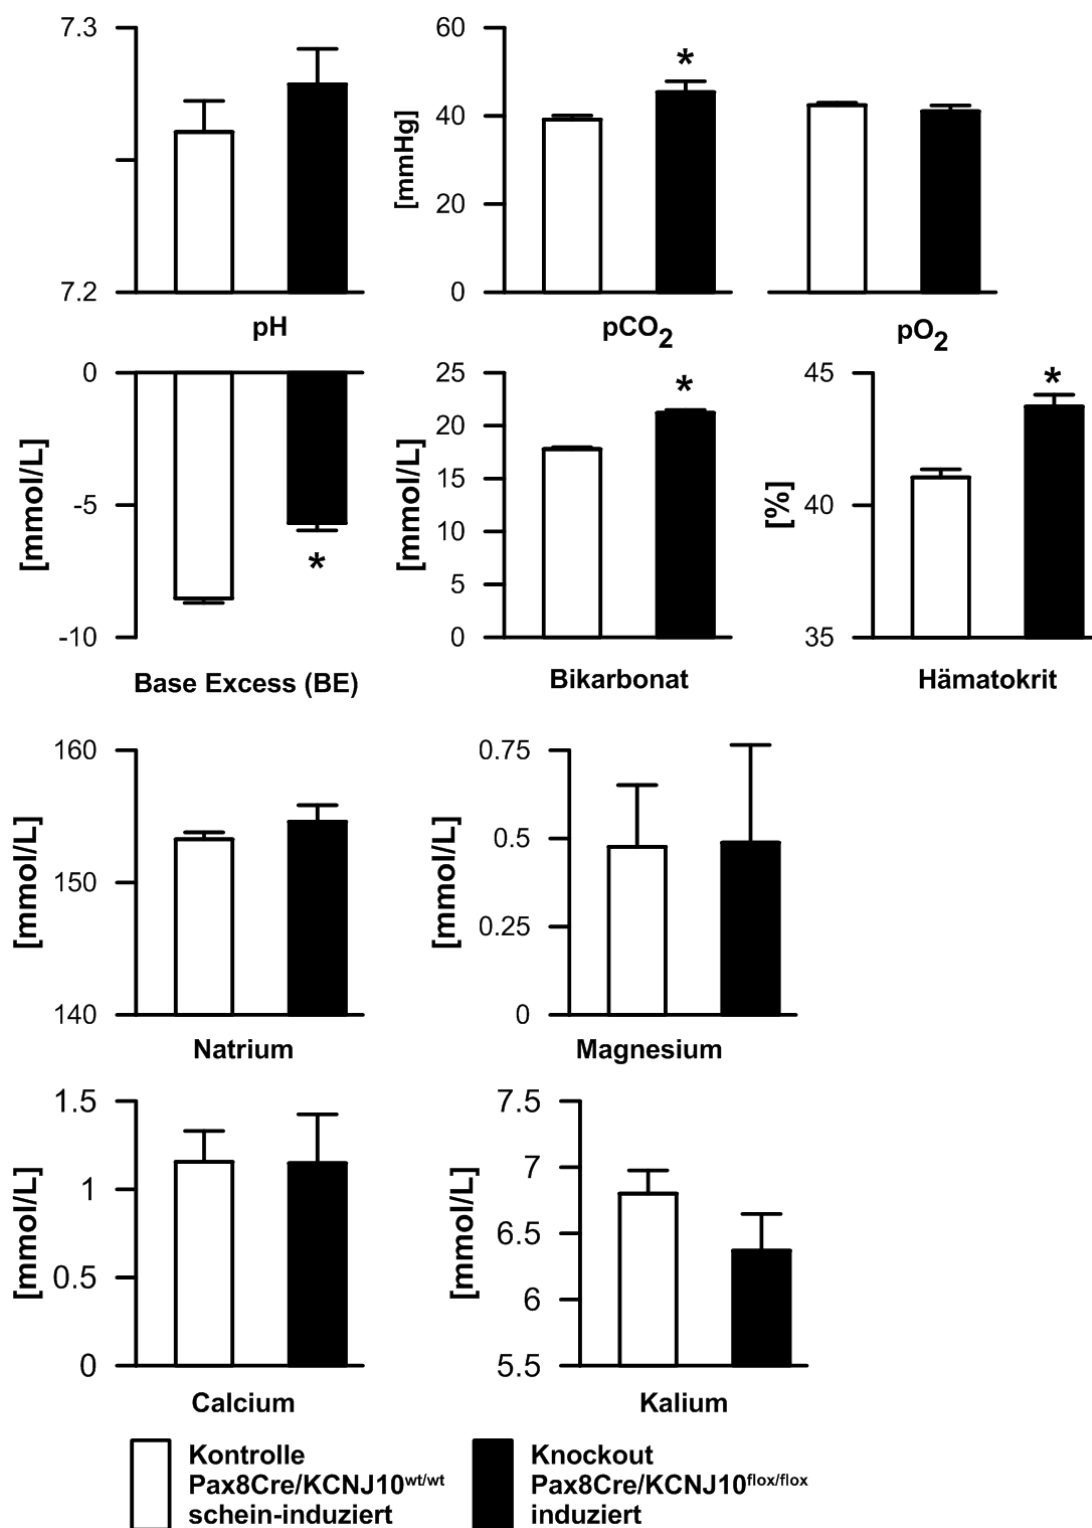 7.3
7.2
pH
60
40
20
0
[mmHg]
*
pCO2
pO2
0
-5
-10
[mmol/L]
*
Base Excess (BE)
25
20
15
10
5
0
[mmol/L]
*
Bikarbonat
45
40
35
[%]
*
Hämatokrit
160
150
140
[mmol/L]
Natrium
0.75
0.5
0.25
0
[mmol/L]
Magnesium
1.5
1
0.5
0
[mmol/L]
Calcium
7.5
7
6.5
6
5.5
[mmol/L]
Kalium
Kontrolle
Pax8Cre/KCNJ10wt/wt
schein-induziert
Knockout
Pax8Cre/KCNJ10flox/flox
induziert